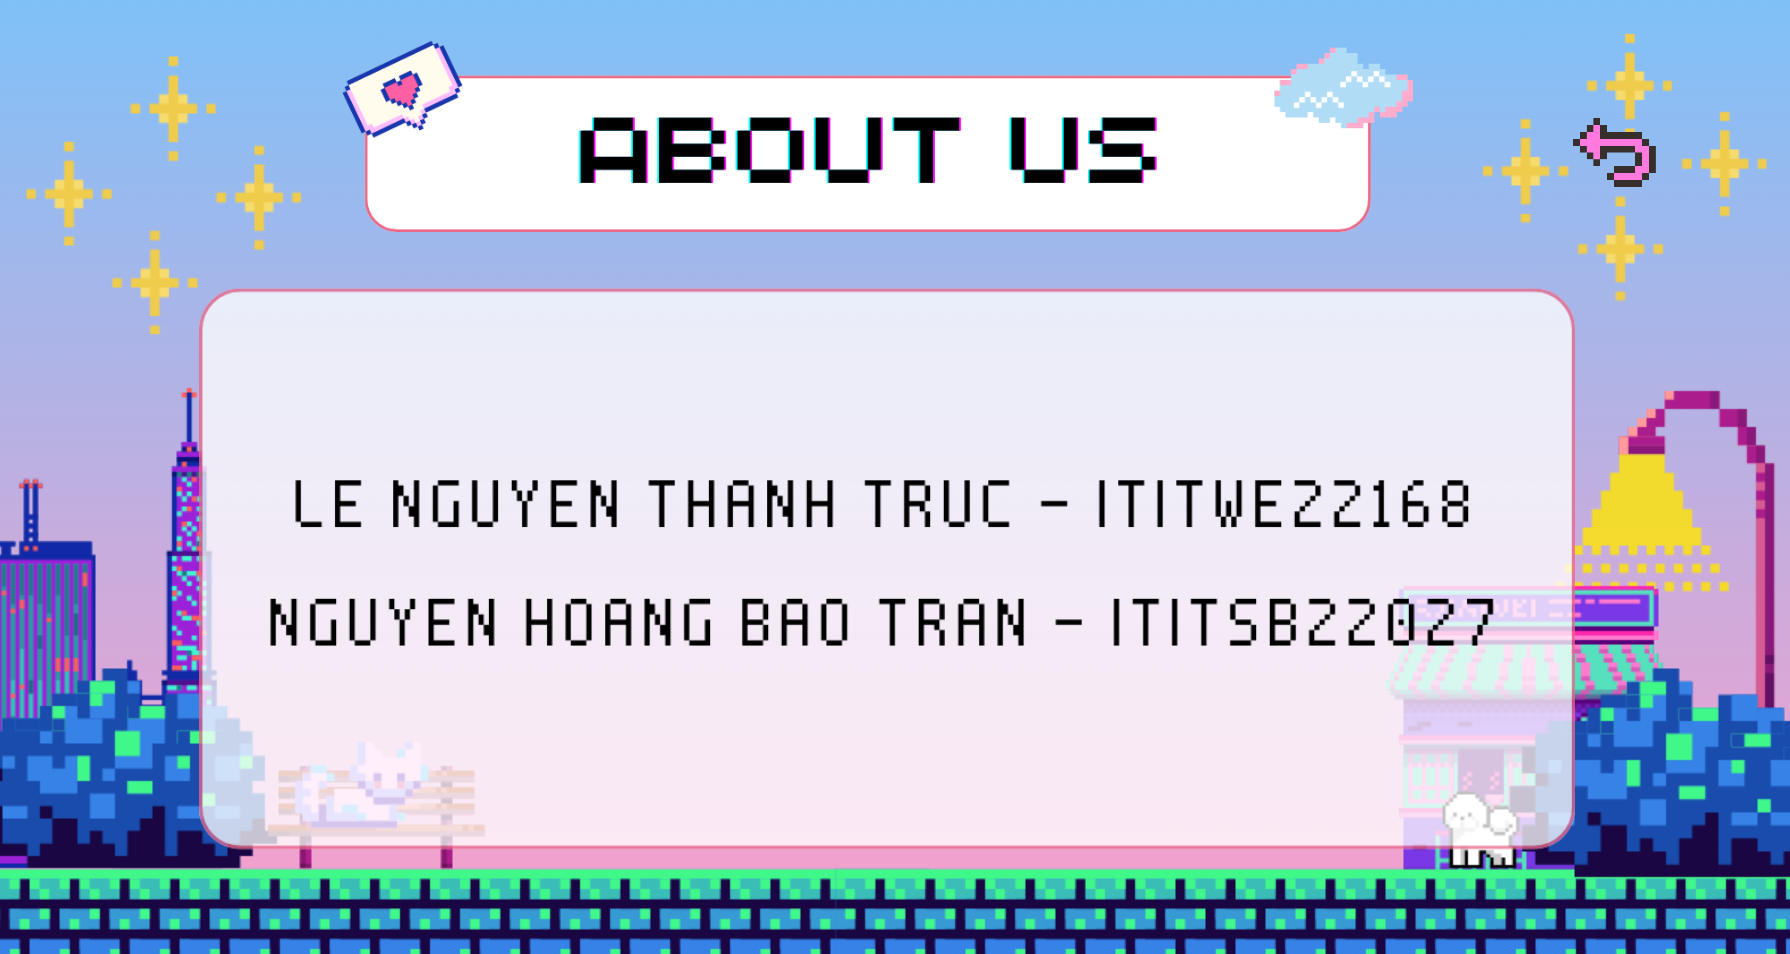 ABOUT US
LE NGUYEN THANH TRUC - ITITWE22168
NGUYEN HOANG BAO TRAN - ITITSB22027